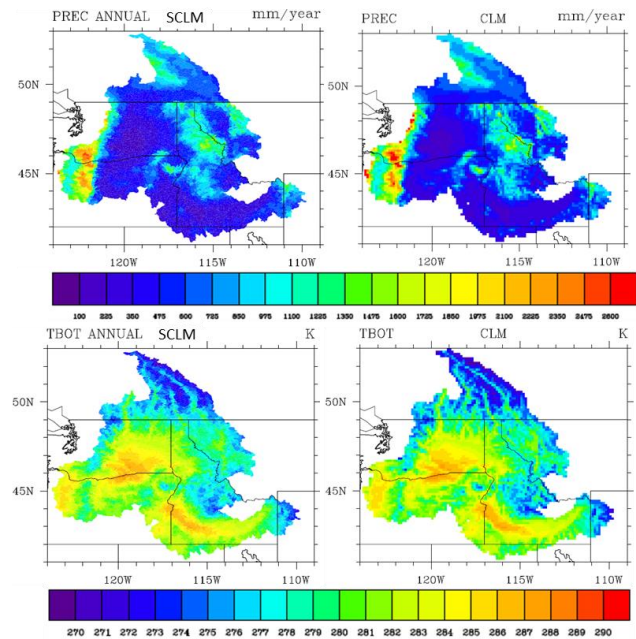 PREC ANNUAL SCLM mm/year PREC CLM mm/year
50N
45N
120W 115W 110W 120W 115W 110W
100 225 350 475 600 725 850 975 1100 1225 1350 1475 1600 1725 1850 1975 2100 2225 2350 2475 2600
TBOT ANNUAL SCLM K TBOT CLM K
50N 50N
45N 45N
120W 115W 110W 120W 115W 110W
270 271 272 273 274 275 276 277 278 279 280 281 282 283 284 285 286 287 288 289 290